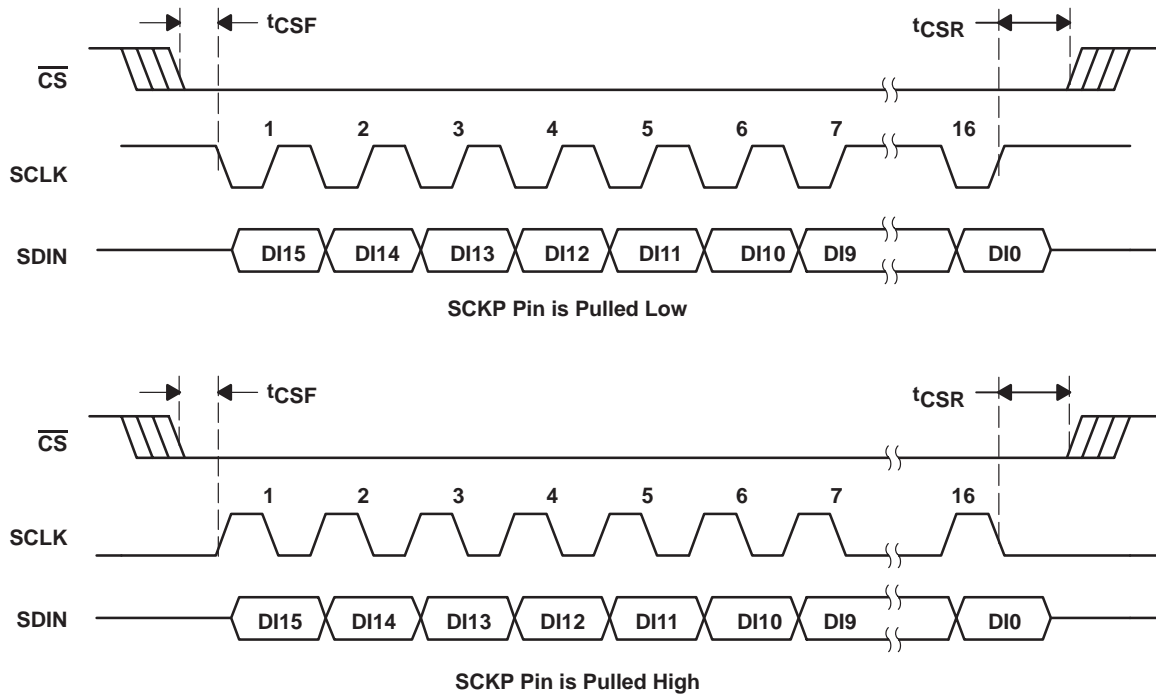 tCSF
tCSR
CS
1 2 3 4 5 6 7 16
SCLK
SDIN
DI15 DI14 DI13 DI12 DI11 DI10 DI9 DI0
SCKP Pin is Pulled Low
tCSF
tCSR
CS
1 2 3 4 5 6 7 16
SCLK
SDIN
DI15 DI14 DI13 DI12 DI11 DI10 DI9 DI0
SCKP Pin is Pulled High